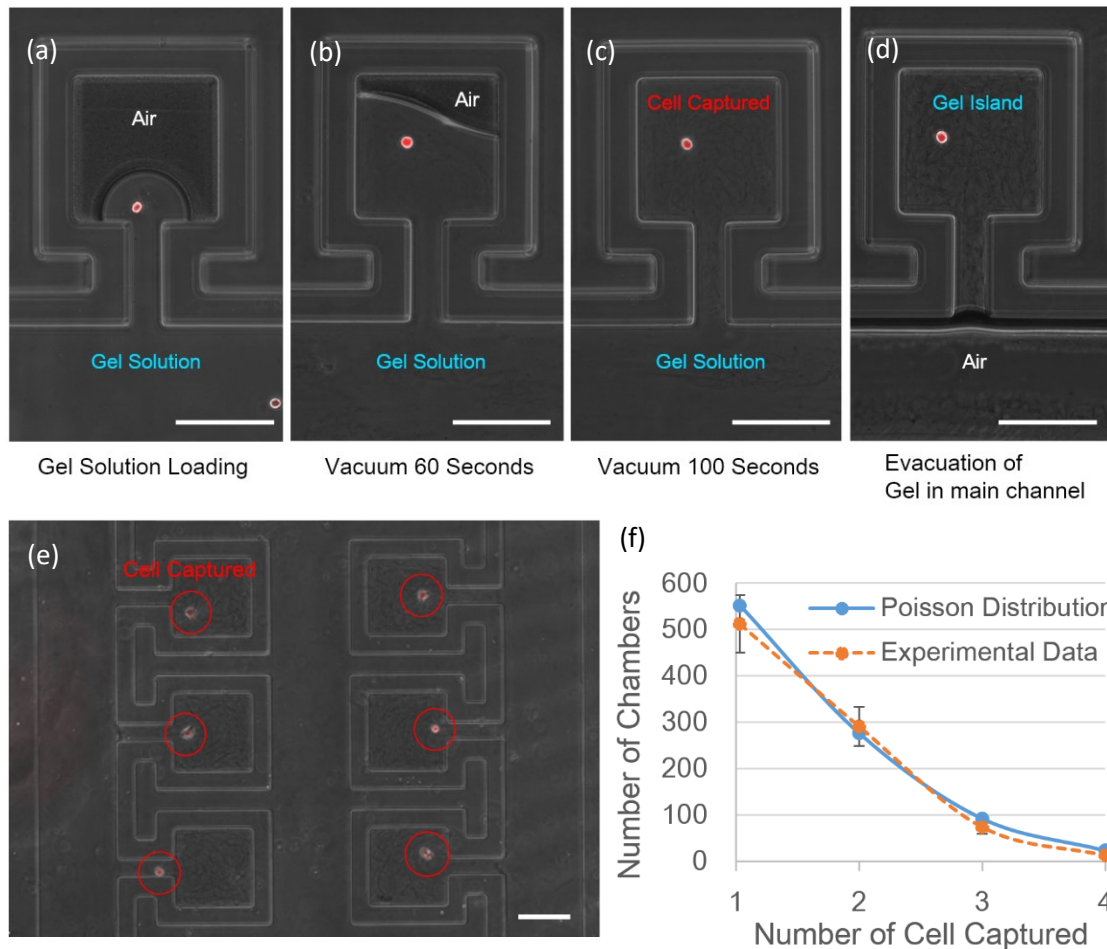 (a)
Air
Gel Solution
Gel Solution Loading
(b)
Air
Gel Solution
Vacuum 60 Seconds
(c)
Cell Captured
Gel Solution
Vacuum 100 Seconds
(d)
Gel Island
Air
Evacuation of
Gel in main channel
(e)
Cell Captured
(f)
Number of Chambers
600
500
400
300
200
100
0
Poisson Distribution
Experimental Data
1 2 3 4
Number of Cell Captured